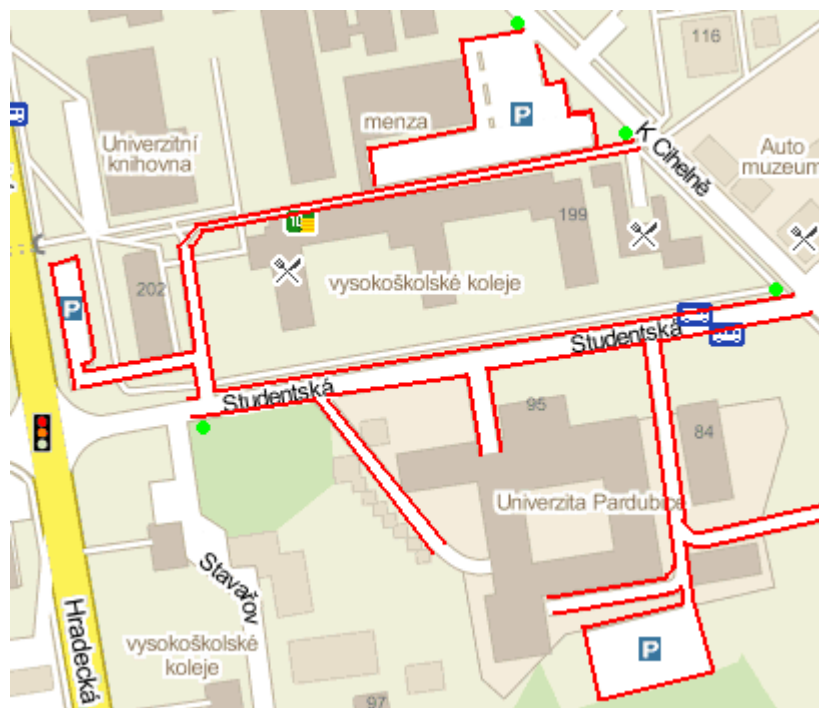 116
menza
P
Univerzitní
knihovna
K Cihelně
Auto
muzeum
199
202
vysokoškolské koleje
P
Studentská
Studentská
95
84
Univerzita Pardubice
Stavařov
Hradecká
vysokoškolské
koleje
P
97